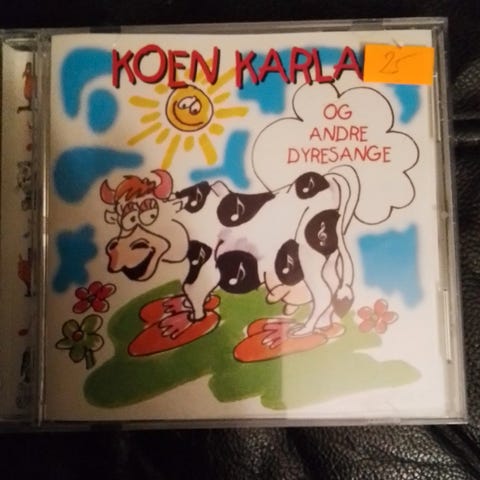 KOEN KARLA
25
OG
ANDRE
DYRESANGE